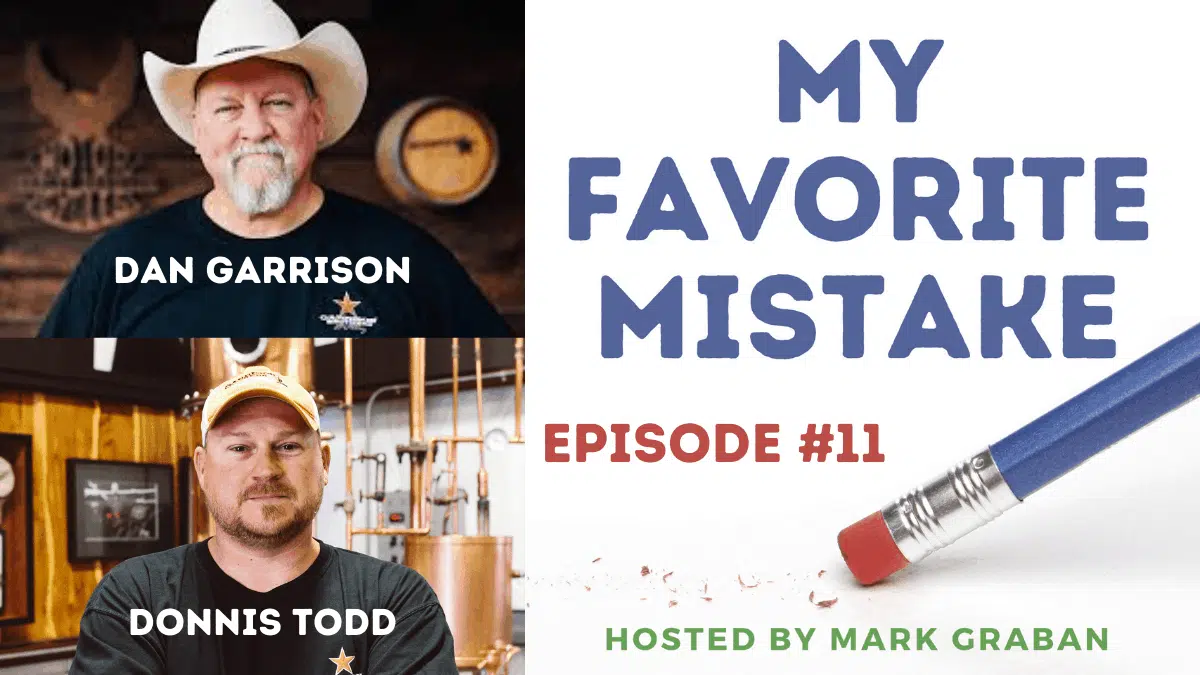 DAN GARRISON
DONNIS TODD
MY
FAVORITE
MISTAKE
EPISODE #11
HOSTED BY MARK GRABAN